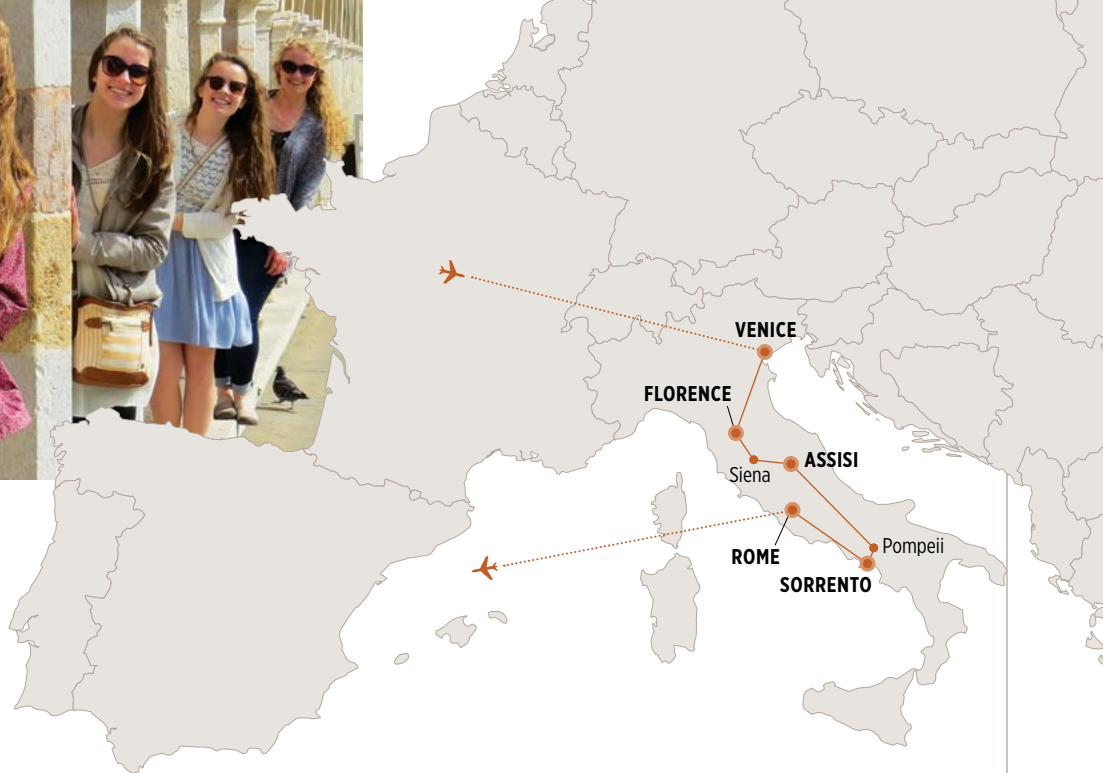 VENICE
FLORENCE
ASSISI
Siena
Pompeii
ROME
SORRENTO